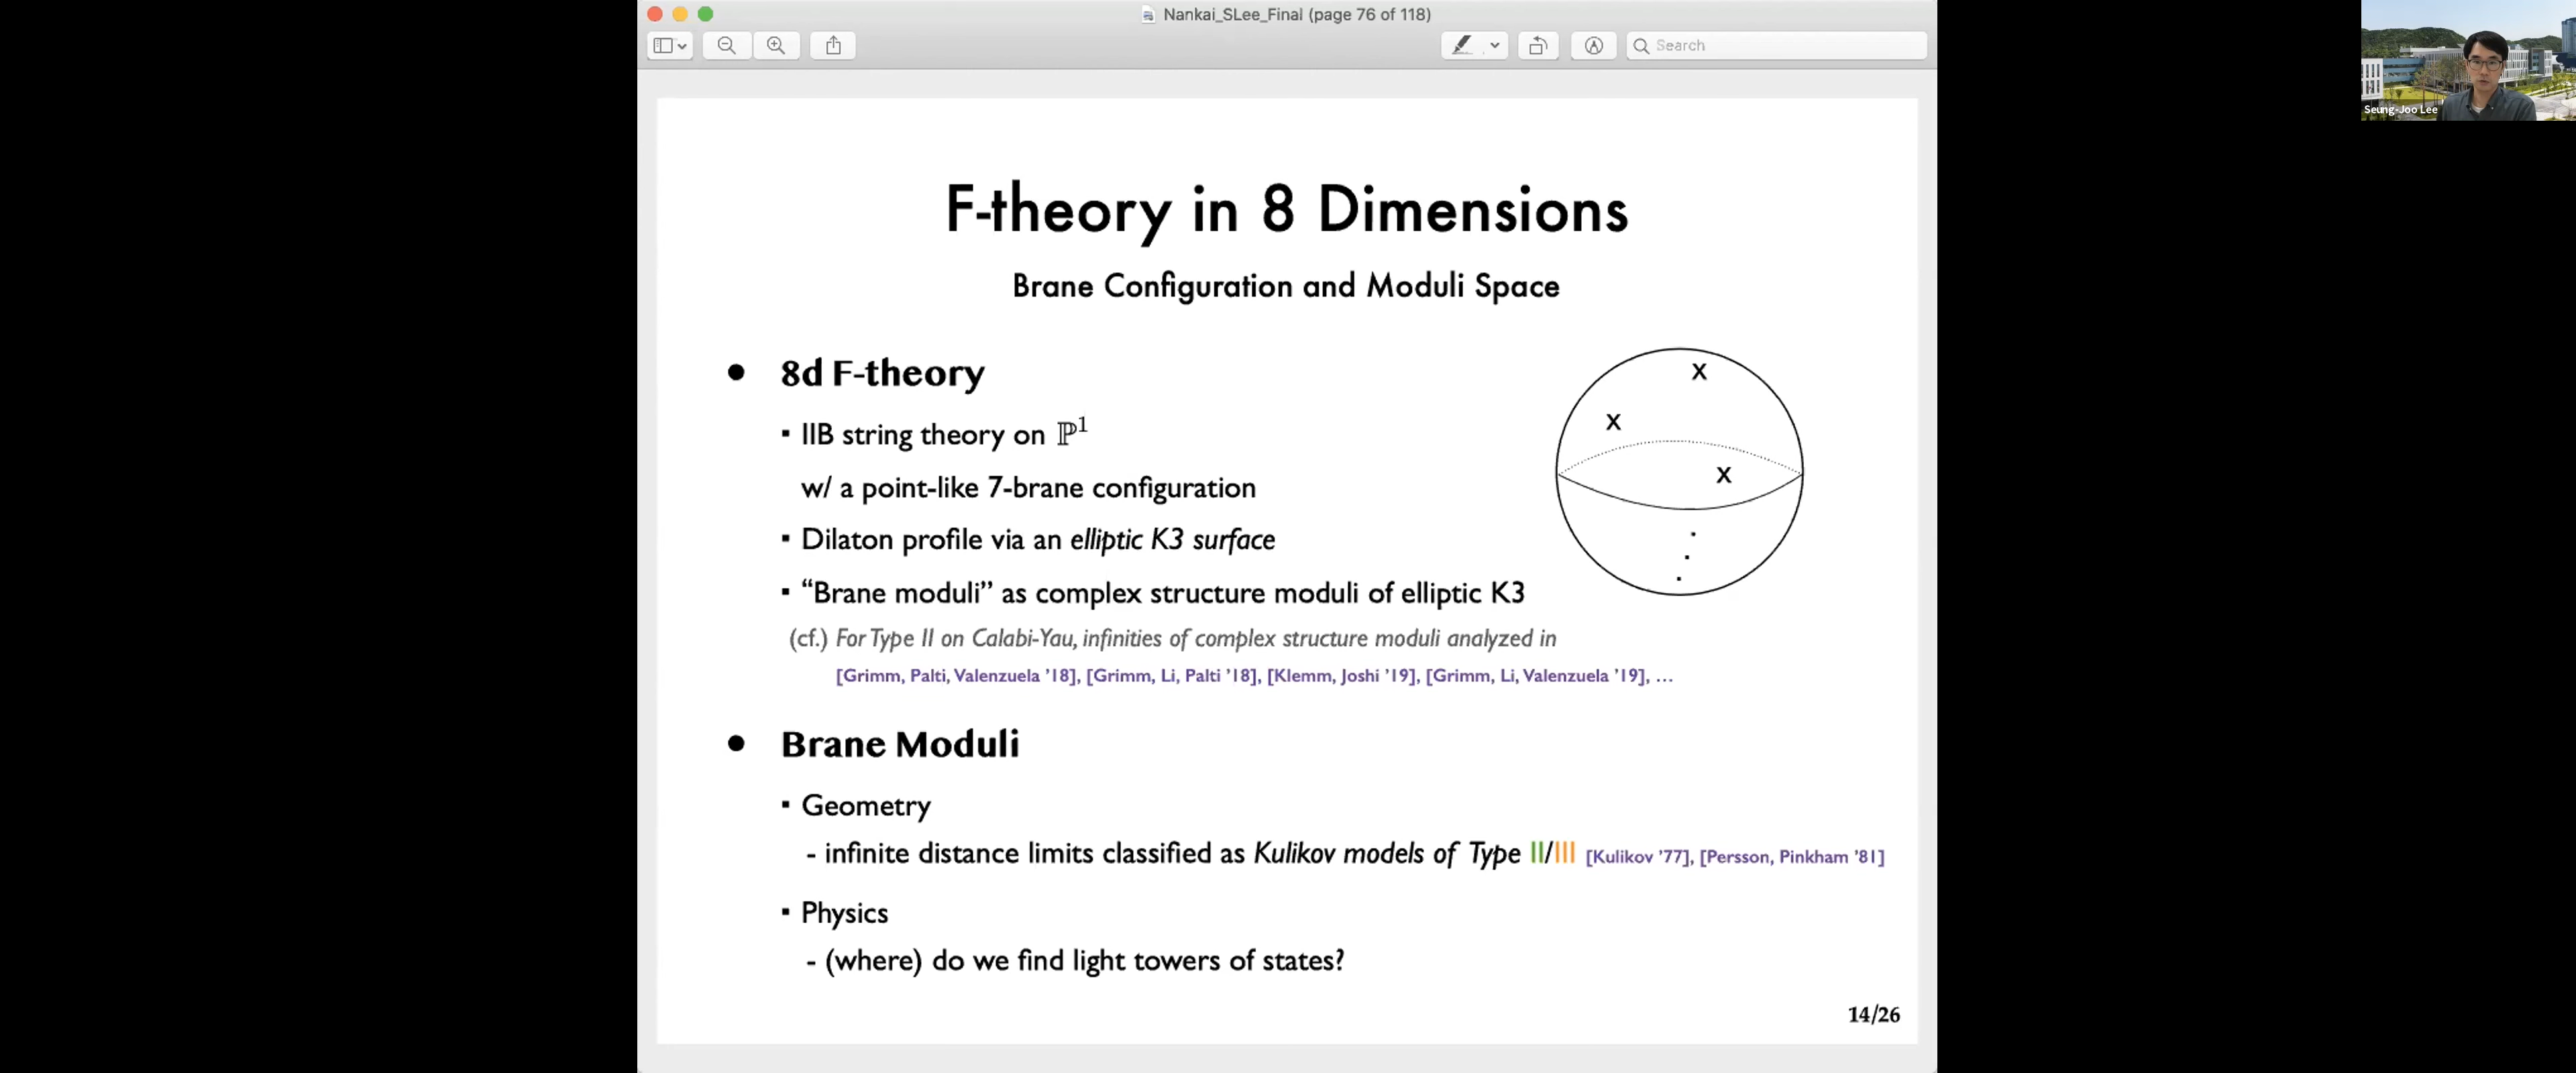 Nankai_SLee_Final (page 76 of 118)
Search
Seung-Joo Lee
F-theory in 8 Dimensions
Brane Configuration and Moduli Space
● 8d F-theory
▪ IIB string theory on ℙ¹
w/ a point-like 7-brane configuration
▪ Dilaton profile via an elliptic K3 surface
▪ “Brane moduli” as complex structure moduli of elliptic K3
(cf.) For Type II on Calabi-Yau, infinities of complex structure moduli analyzed in
[Grimm, Palti, Valenzuela ’18], [Grimm, Li, Palti ’18], [Klemm, Joshi ’19], [Grimm, Li, Valenzuela ’19], …
x
x
x
● Brane Moduli
▪ Geometry
- infinite distance limits classified as Kulikov models of Type II/III [Kulikov ’77], [Persson, Pinkham ’81]
▪ Physics
- (where) do we find light towers of states?
14/26